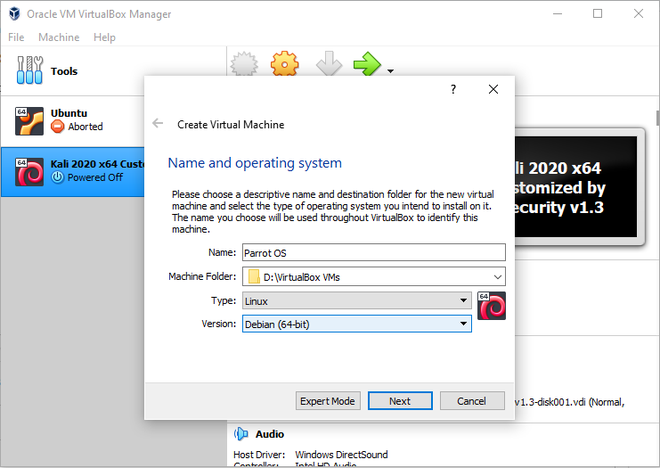 Oracle VM VirtualBox Manager
File Machine Help
Tools
64
Ubuntu
Aborted
64
Kali 2020 x64 Custo
Powered Off
li 2020 x64
stomized by
ecurity v1.3
?
Create Virtual Machine
Name and operating system
Please choose a descriptive name and destination folder for the new virtual
machine and select the type of operating system you intend to install on it.
The name you choose will be used throughout VirtualBox to identify this
machine.
Name: Parrot OS
Machine Folder: D:\VirtualBox VMs
Type: Linux
64
Version: Debian (64-bit)
Expert Mode Next Cancel
v1.3-disk001.vdi (Normal,
Audio
Host Driver: Windows DirectSound
Controller: Intel HD Audio